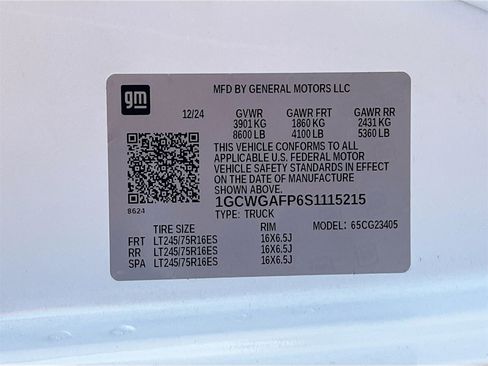 gm
MFD BY GENERAL MOTORS LLC
12/24 GVWR GAWR FRT GAWR RR
3901 KG 1860 KG 2431 KG
8600 LB 4100 LB 5360 LB
THIS VEHICLE CONFORMS TO ALL
APPLICABLE U.S. FEDERAL MOTOR
VEHICLE SAFETY STANDARDS IN EFFECT
ON THE DATE OF MANUFACTURE
SHOWN ABOVE.
8624
1GCWGAFP6S1115215
TYPE: TRUCK MODEL: 65CG23405
TIRE SIZE RIM
FRT LT245/75R16ES 16X6.5J
RR LT245/75R16ES 16X6.5J
SPA LT245/75R16ES 16X6.5J